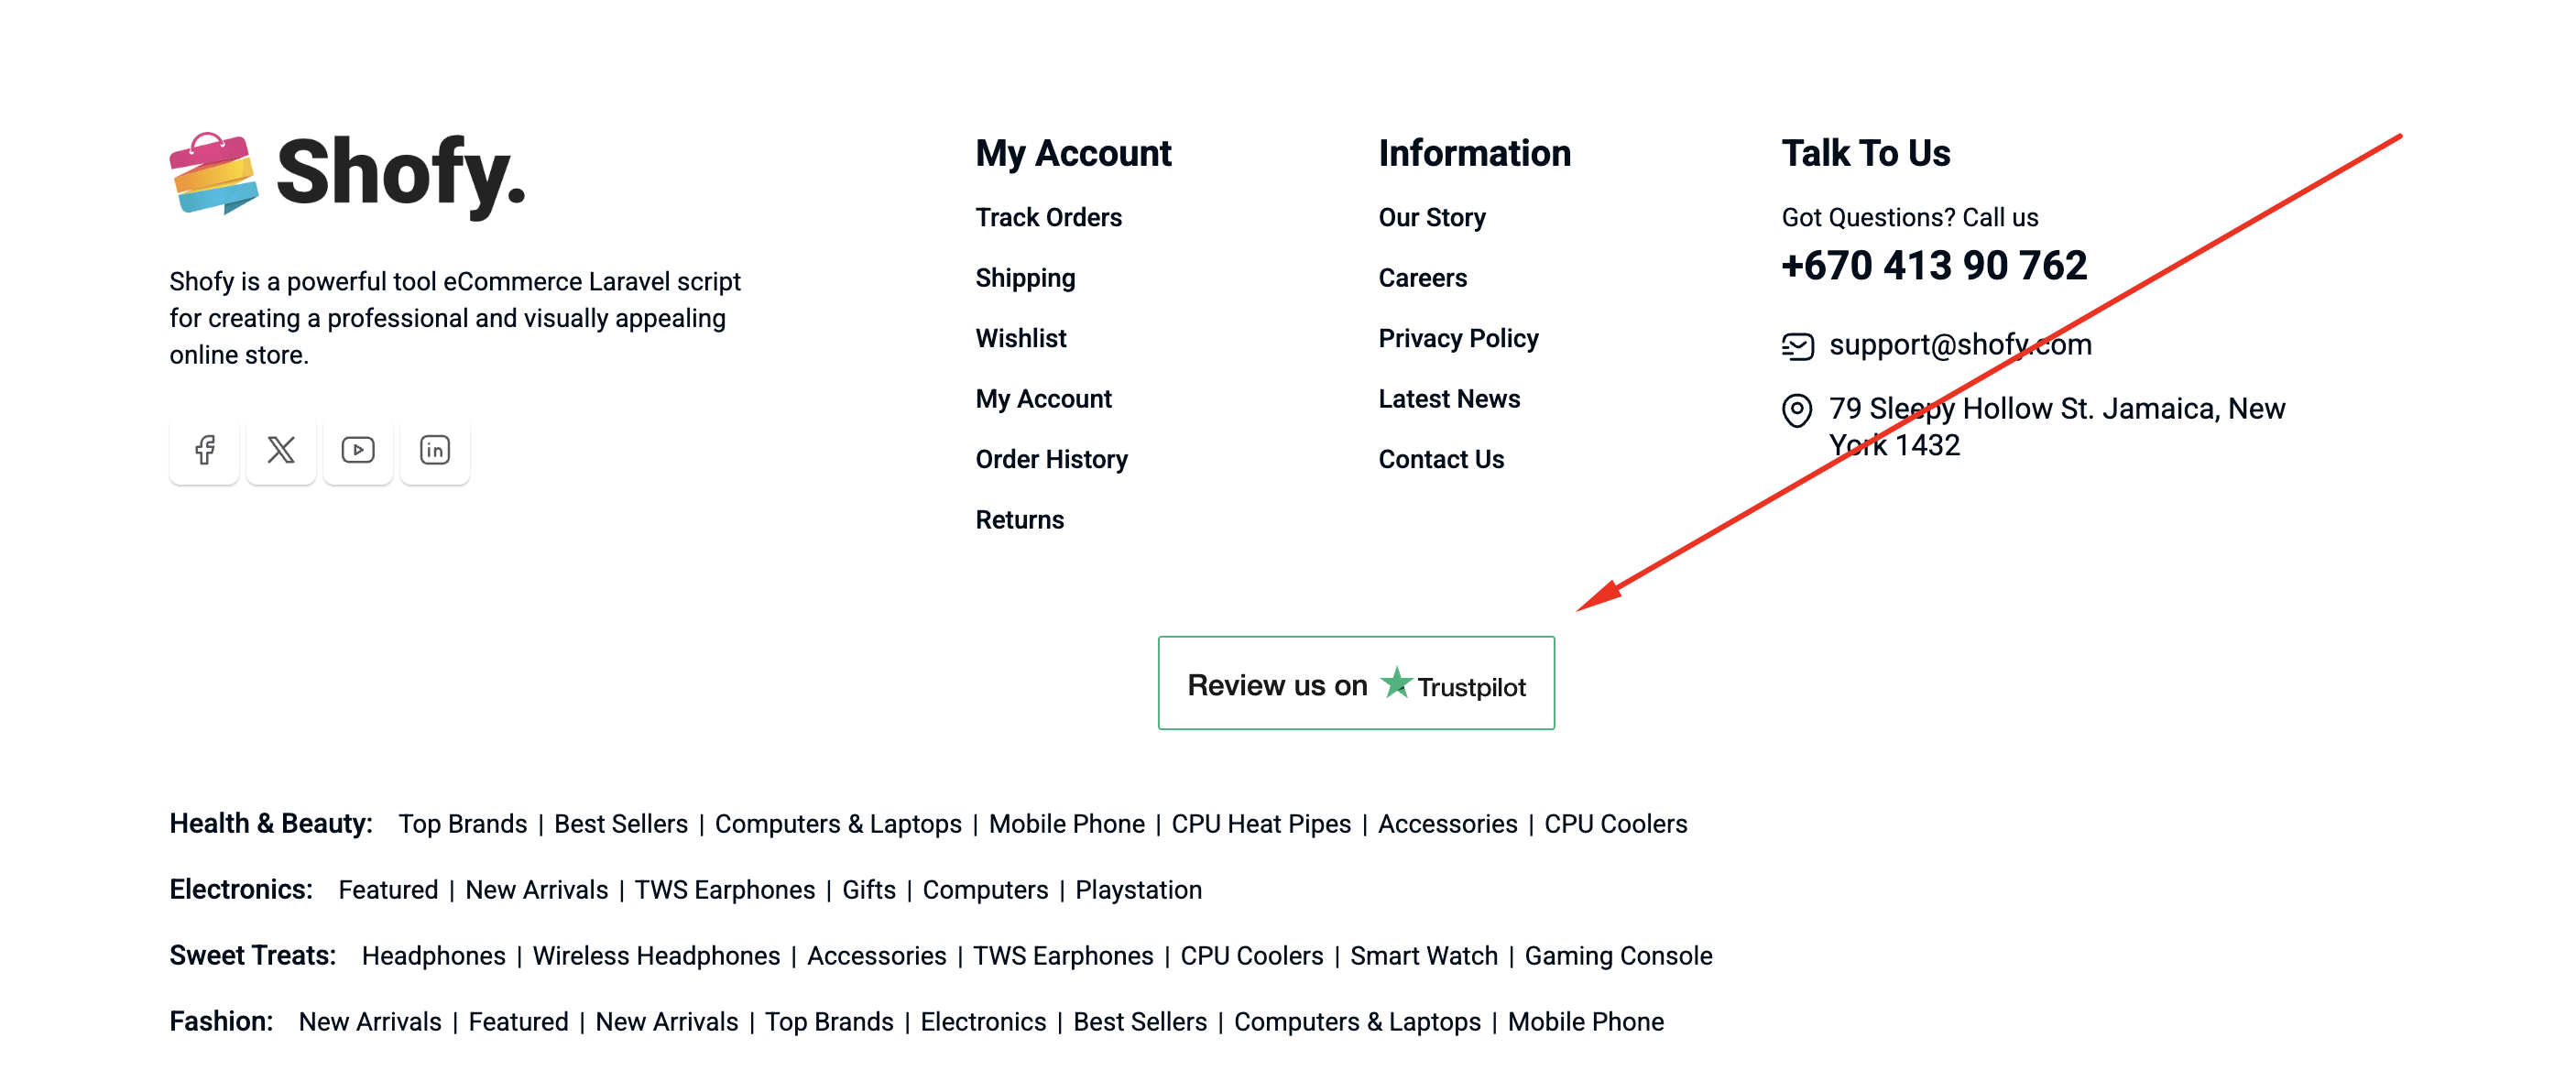 Shofy.
Shofy is a powerful tool eCommerce Laravel script
for creating a professional and visually appealing
online store.
My Account
Track Orders
Shipping
Wishlist
My Account
Order History
Returns
Information
Our Story
Careers
Privacy Policy
Latest News
Contact Us
Talk To Us
Got Questions? Call us
+670 413 90 762
support@shofy.com
79 Sleepy Hollow St. Jamaica, New
York 1432
Review us on Trustpilot
Health & Beauty: Top Brands | Best Sellers | Computers & Laptops | Mobile Phone | CPU Heat Pipes | Accessories | CPU Coolers
Electronics: Featured | New Arrivals | TWS Earphones | Gifts | Computers | Playstation
Sweet Treats: Headphones | Wireless Headphones | Accessories | TWS Earphones | CPU Coolers | Smart Watch | Gaming Console
Fashion: New Arrivals | Featured | New Arrivals | Top Brands | Electronics | Best Sellers | Computers & Laptops | Mobile Phone